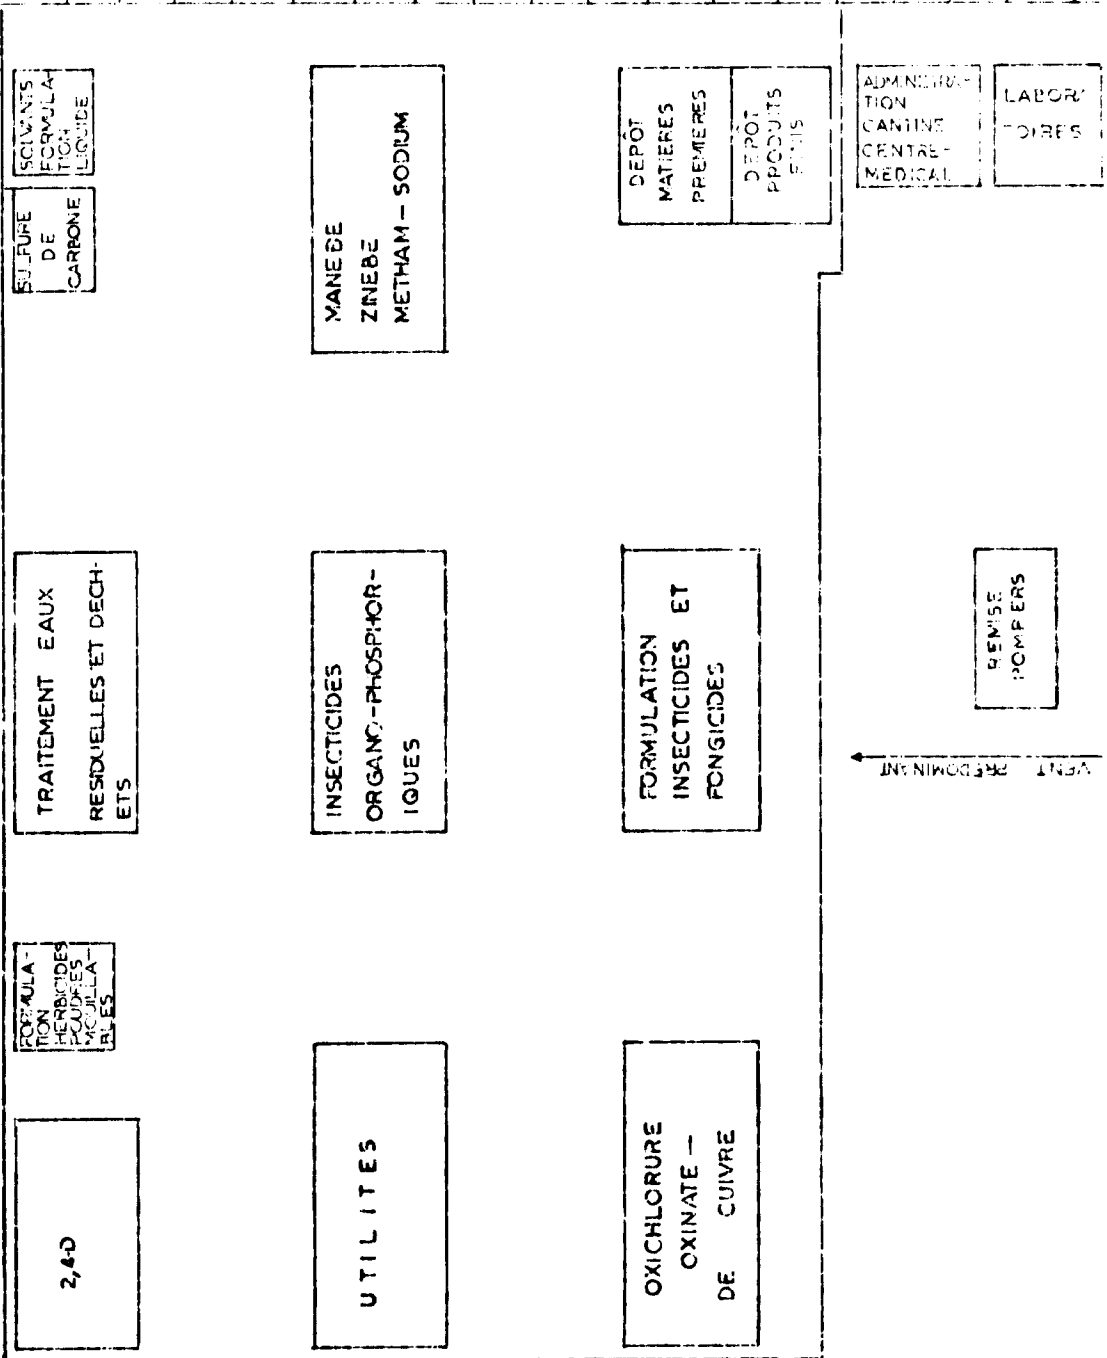 2,4-D
FORMULA-
TION
HERBICIDES
POUDRES
MOUILLA-
BLES
TRAITEMENT EAUX
RESIDUELLES ET DECH-
ETS
SULFURE
DE
CARBONE
SOLVANTS
FORMULA-
TION
LIQUIDE
UTILITES
INSECTICIDES
ORGANO-PHOSPHOR-
IQUES
MANEBE
ZINEBE
METHAM-SODIUM
OXICHLORURE
OXINATE-
DE CUIVRE
FORMULATION
INSECTICIDES ET
FONGICIDES
DEPÔT
MATIERES
PREMIERES
DEPÔT
PRODUITS
FINIS
VENT PREDOMINANT
REMISE
POMPERS
ADMINISTRA-
TION
CANTINE
CENTRE-
MEDICAL
LABORA
TOIRES